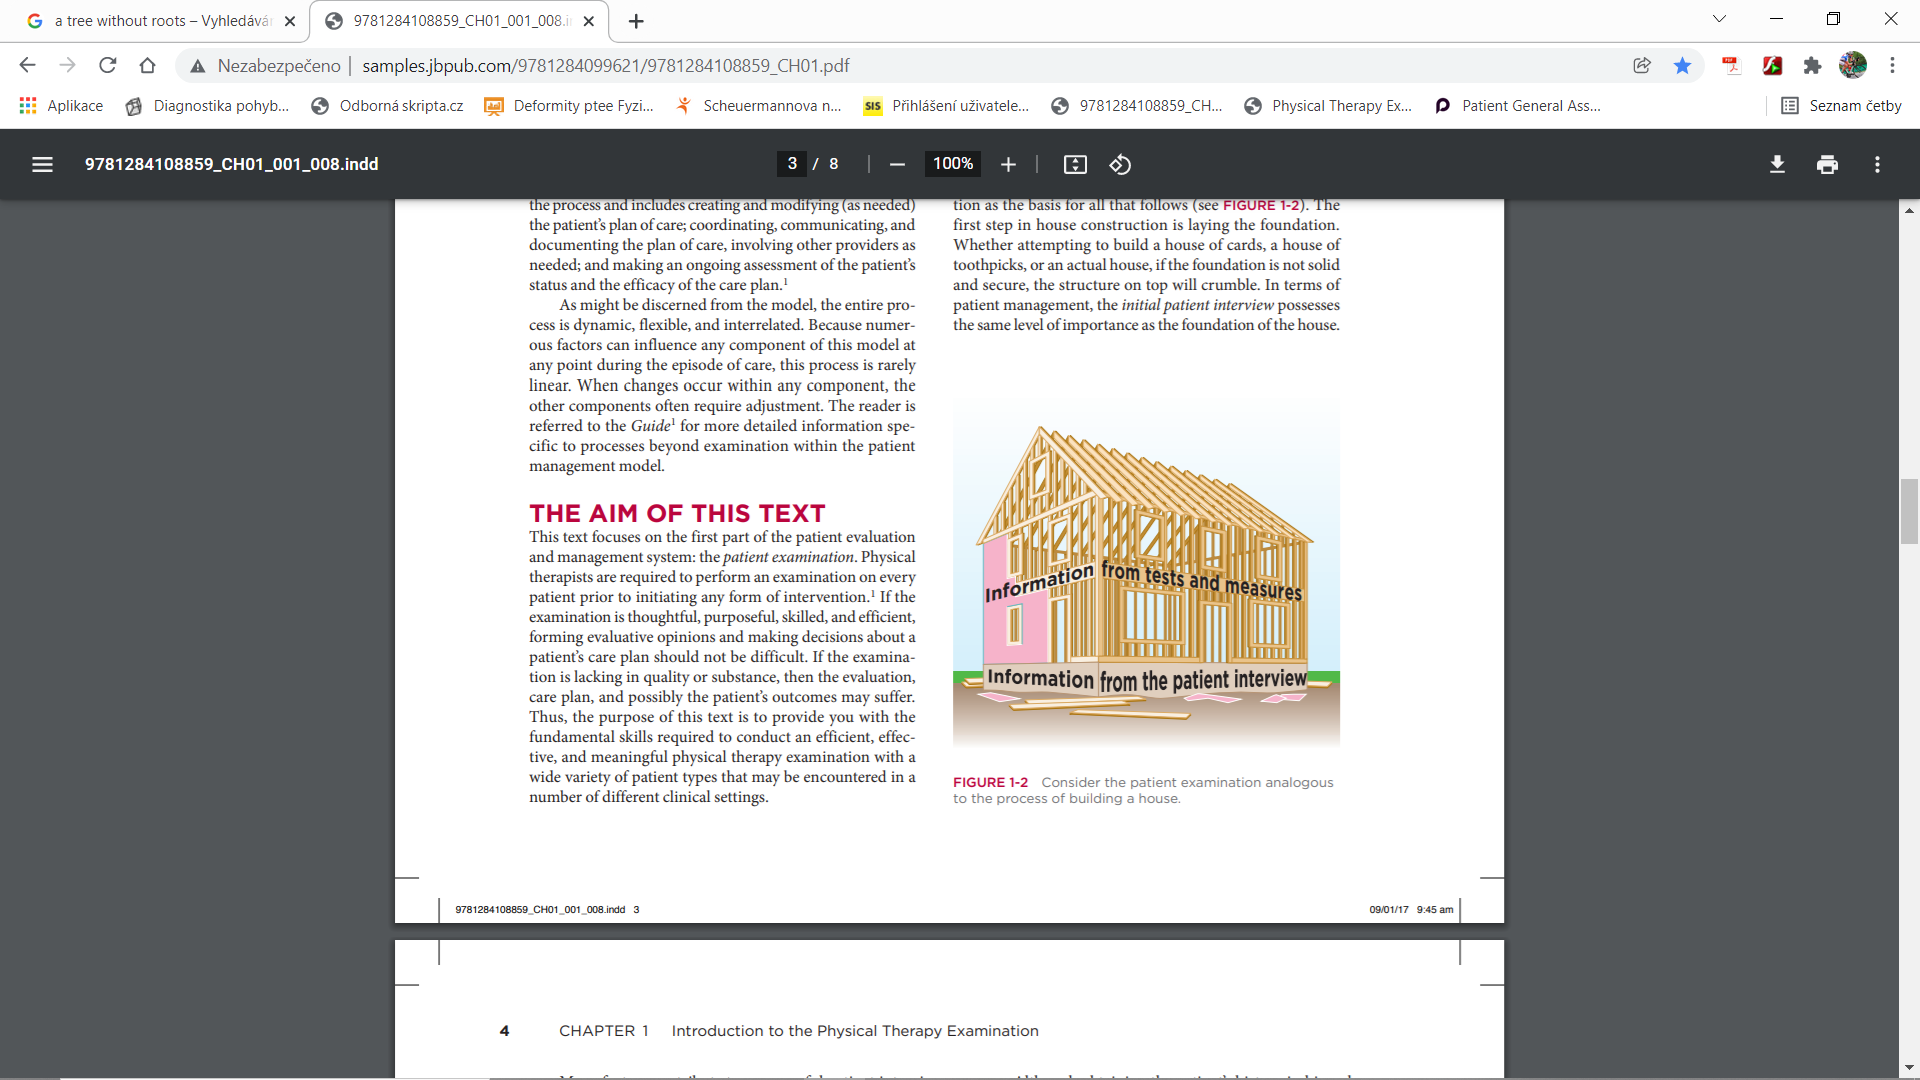 a tree without roots – Vyhledávár
9781284108859_CH01_001_008.i
Nezabezpečeno
samples.jbpub.com/9781284099621/9781284108859_CH01.pdf
Aplikace
Diagnostika pohyb...
Odborná skripta.cz
Deformity ptee Fyzi...
Scheuermannova n...
SIS
Přihlášení uživatele...
9781284108859_CH...
Physical Therapy Ex...
Patient General Ass...
Seznam četby
9781284108859_CH01_001_008.indd
3 / 8
100%
the process and includes creating and modifying (as needed)
the patient's plan of care; coordinating, communicating, and
documenting the plan of care, involving other providers as
needed; and making an ongoing assessment of the patient's
status and the efficacy of the care plan.1
As might be discerned from the model, the entire pro-
cess is dynamic, flexible, and interrelated. Because numer-
ous factors can influence any component of this model at
any point during the episode of care, this process is rarely
linear. When changes occur within any component, the
other components often require adjustment. The reader is
referred to the Guide1 for more detailed information spe-
cific to processes beyond examination within the patient
management model.
THE AIM OF THIS TEXT
This text focuses on the first part of the patient evaluation
and management system: the patient examination. Physical
therapists are required to perform an examination on every
patient prior to initiating any form of intervention.1 If the
examination is thoughtful, purposeful, skilled, and efficient,
forming evaluative opinions and making decisions about a
patient's care plan should not be difficult. If the examina-
tion is lacking in quality or substance, then the evaluation,
care plan, and possibly the patient's outcomes may suffer.
Thus, the purpose of this text is to provide you with the
fundamental skills required to conduct an efficient, effec-
tive, and meaningful physical therapy examination with a
wide variety of patient types that may be encountered in a
number of different clinical settings.
tion as the basis for all that follows (see FIGURE 1-2). The
first step in house construction is laying the foundation.
Whether attempting to build a house of cards, a house of
toothpicks, or an actual house, if the foundation is not solid
and secure, the structure on top will crumble. In terms of
patient management, the initial patient interview possesses
the same level of importance as the foundation of the house.
Information from tests and measures
Information from the patient interview
FIGURE 1-2 Consider the patient examination analogous
to the process of building a house.
9781284108859_CH01_001_008.indd 3
09/01/17 9:45 am
4 CHAPTER 1 Introduction to the Physical Therapy Examination